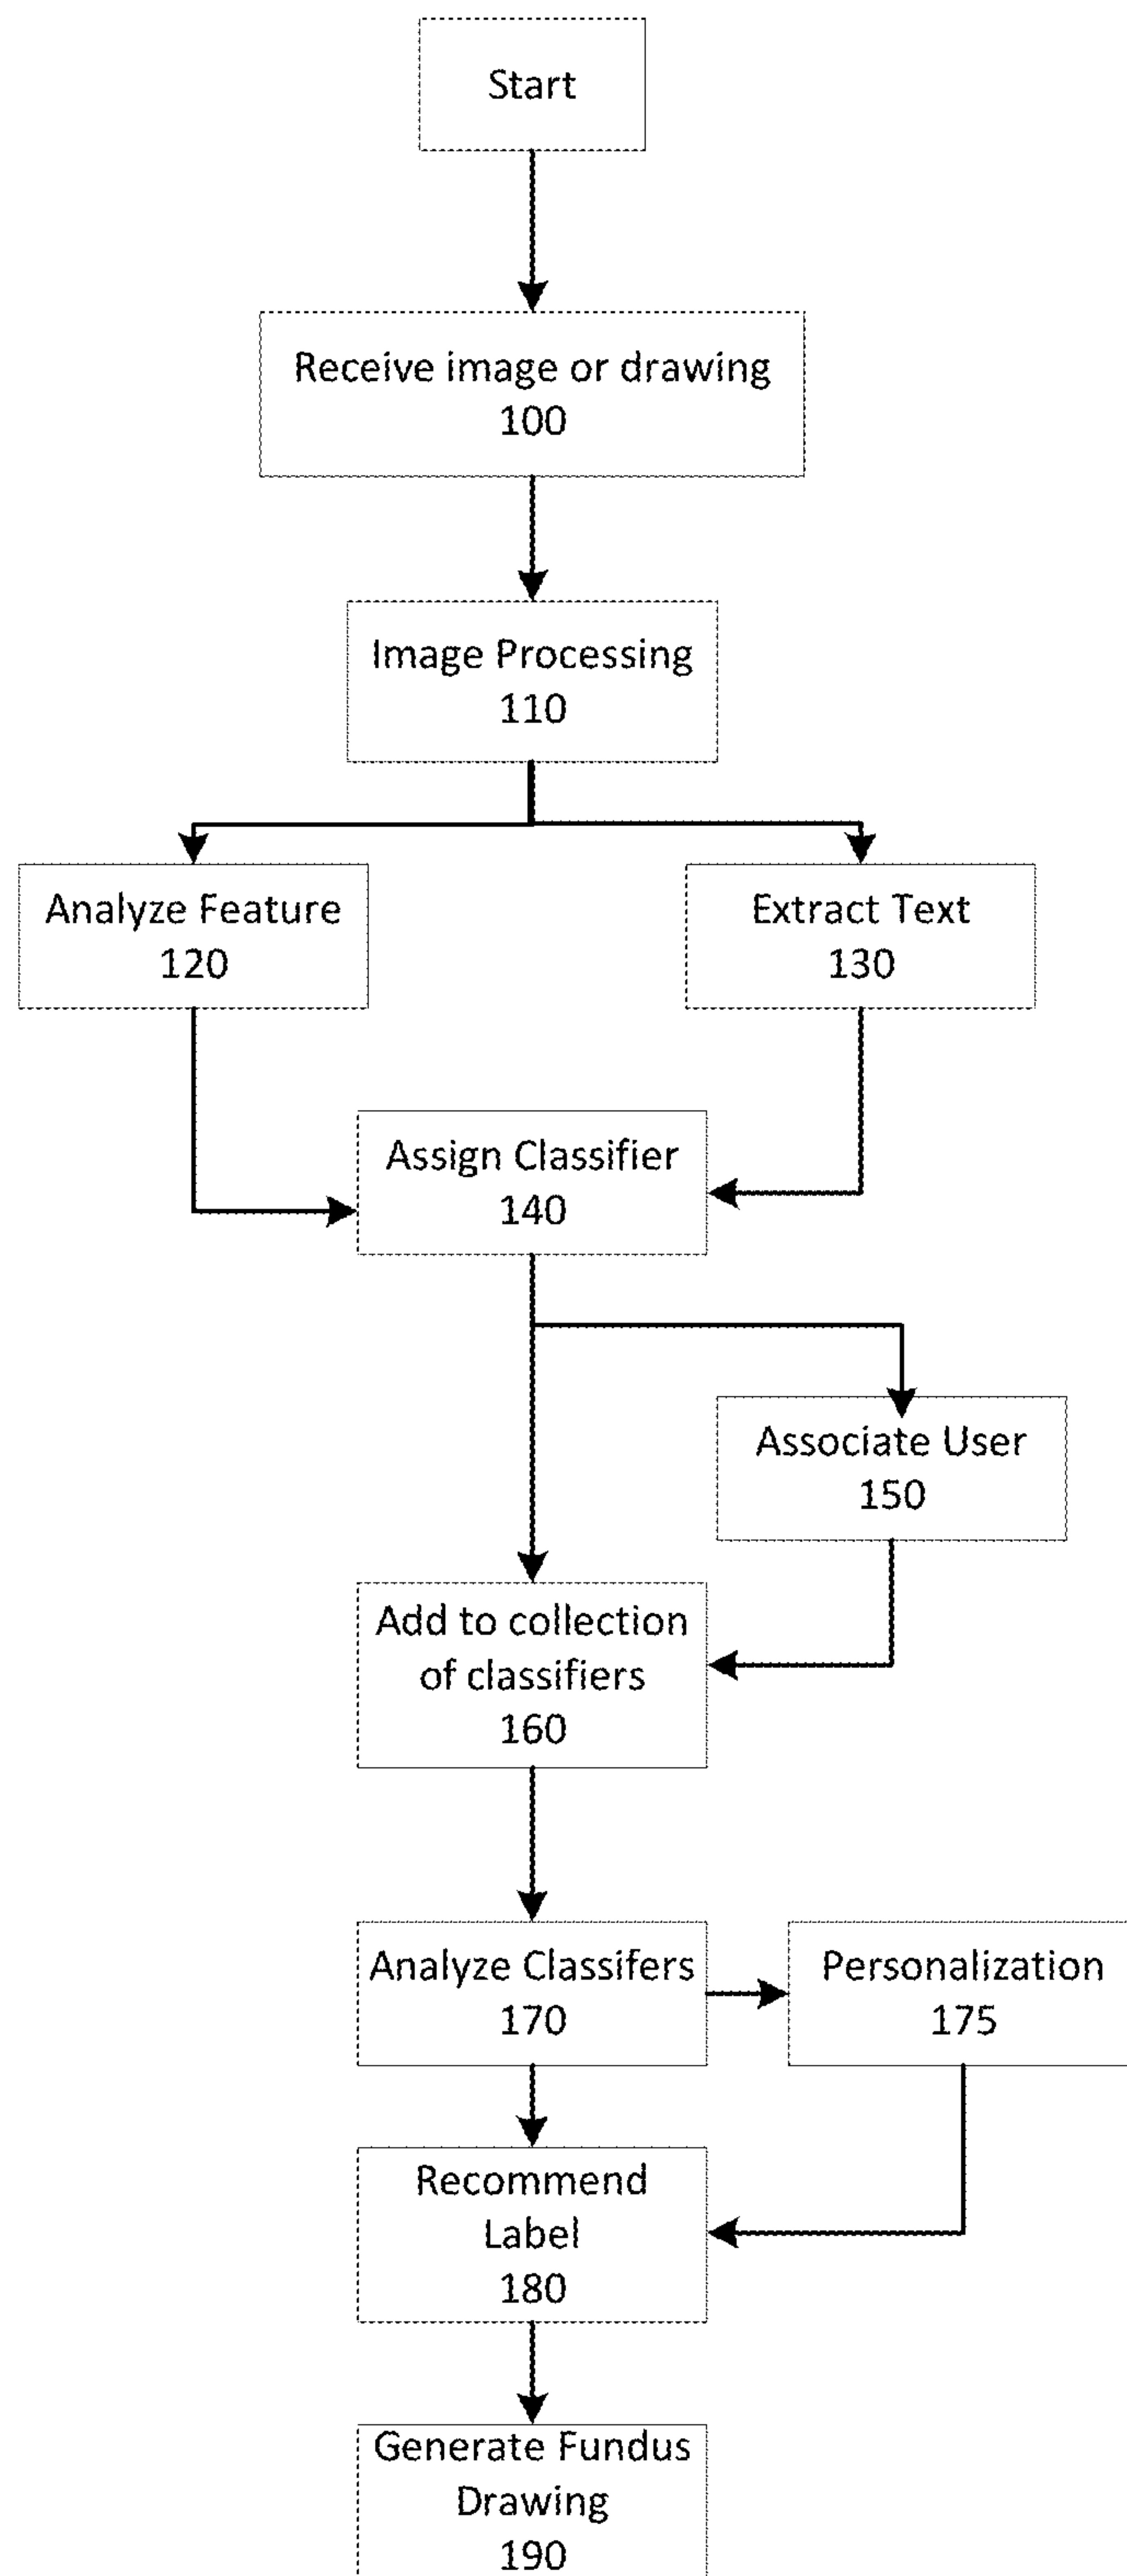 Start
Receive image or drawing
100
Image Processing
110
Analyze Feature
120
Extract Text
130
Assign Classifier
140
Associate User
150
Add to collection
of classifiers
160
Analyze Classifers
170
Personalization
175
Recommend
Label
180
Generate Fundus
Drawing
190